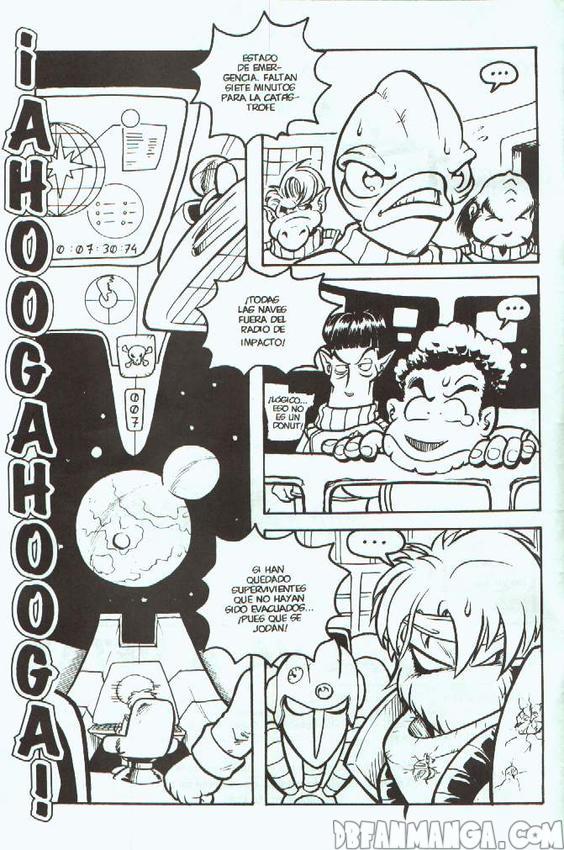 ¡AHOOGAHOOGA!!
ESTADO
DE EMER-
GENCIA. FALTAN
SIETE MINUTOS
PARA LA CATÁS-
TROFE
...
0:07:30:74
¡TODAS
LAS NAVES
FUERA DEL
RADIO DE
IMPACTO!
...
¡LÓGICO...
ESO NO
ES UN
DONUT!
007
...
SI HAN
QUEDADO
SUPERVIVIENTES
QUE NO HAYAN
SIDO EVACUADOS...
¡PUES QUE SE
JODAN!
DBFANMANGA.COM